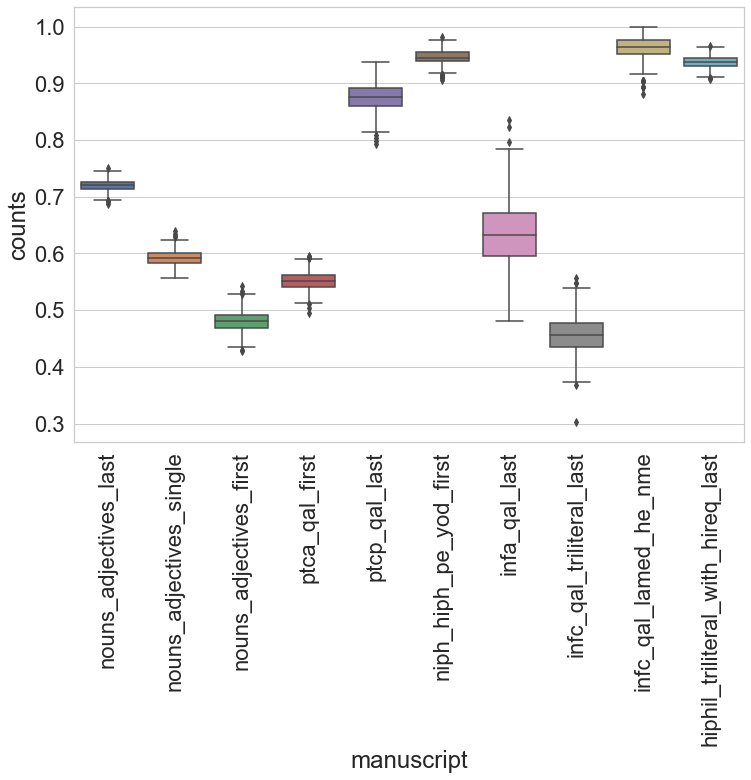 1.0
0.9
0.8
0.7
0.6
0.5
0.4
0.3
counts
nouns_adjectives_last
nouns_adjectives_single
nouns_adjectives_first
ptca_qal_first
ptcp_qal_last
niph_hiph_pe_yod_first
infa_qal_last
infc_qal_triliteral_last
infc_qal_lamed_he_nme
hiphil_triliteral_with_hireq_last
manuscript